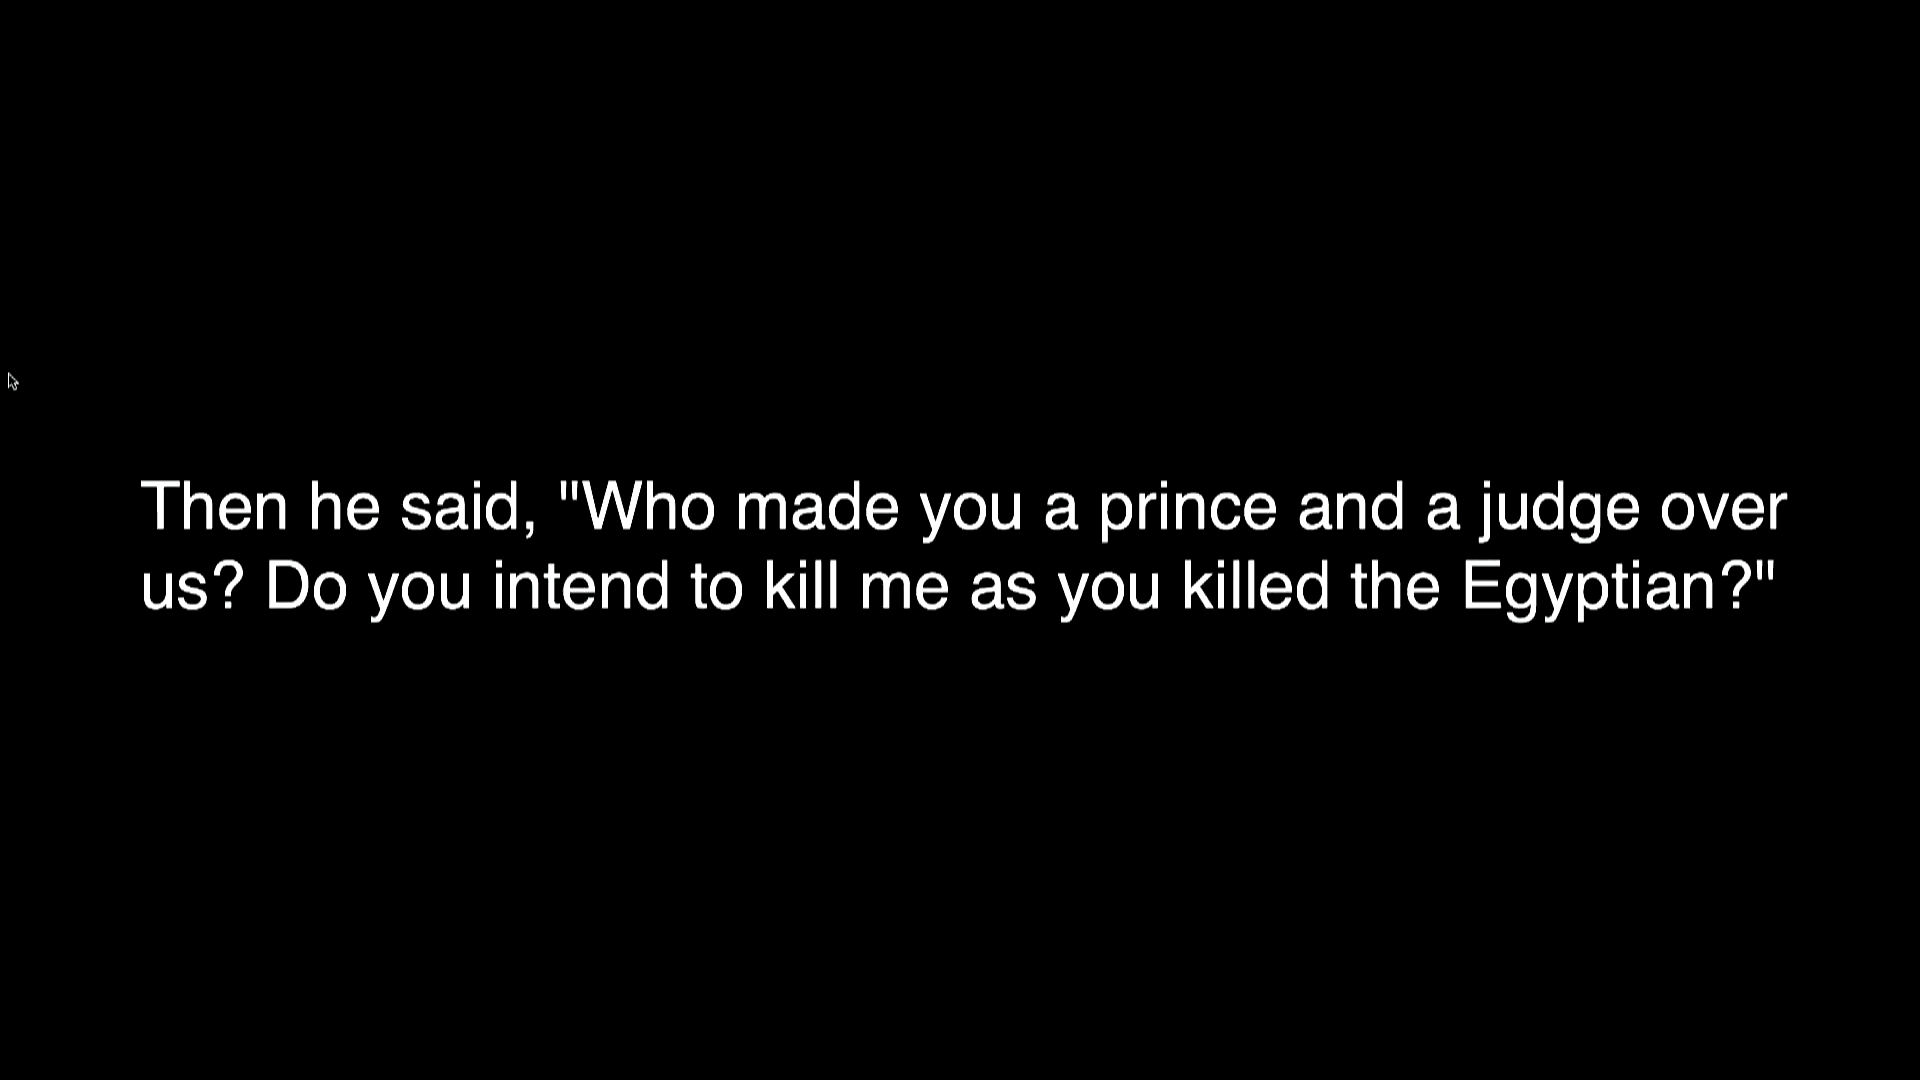 Then he said, "Who made you a prince and a judge over
us? Do you intend to kill me as you killed the Egyptian?"